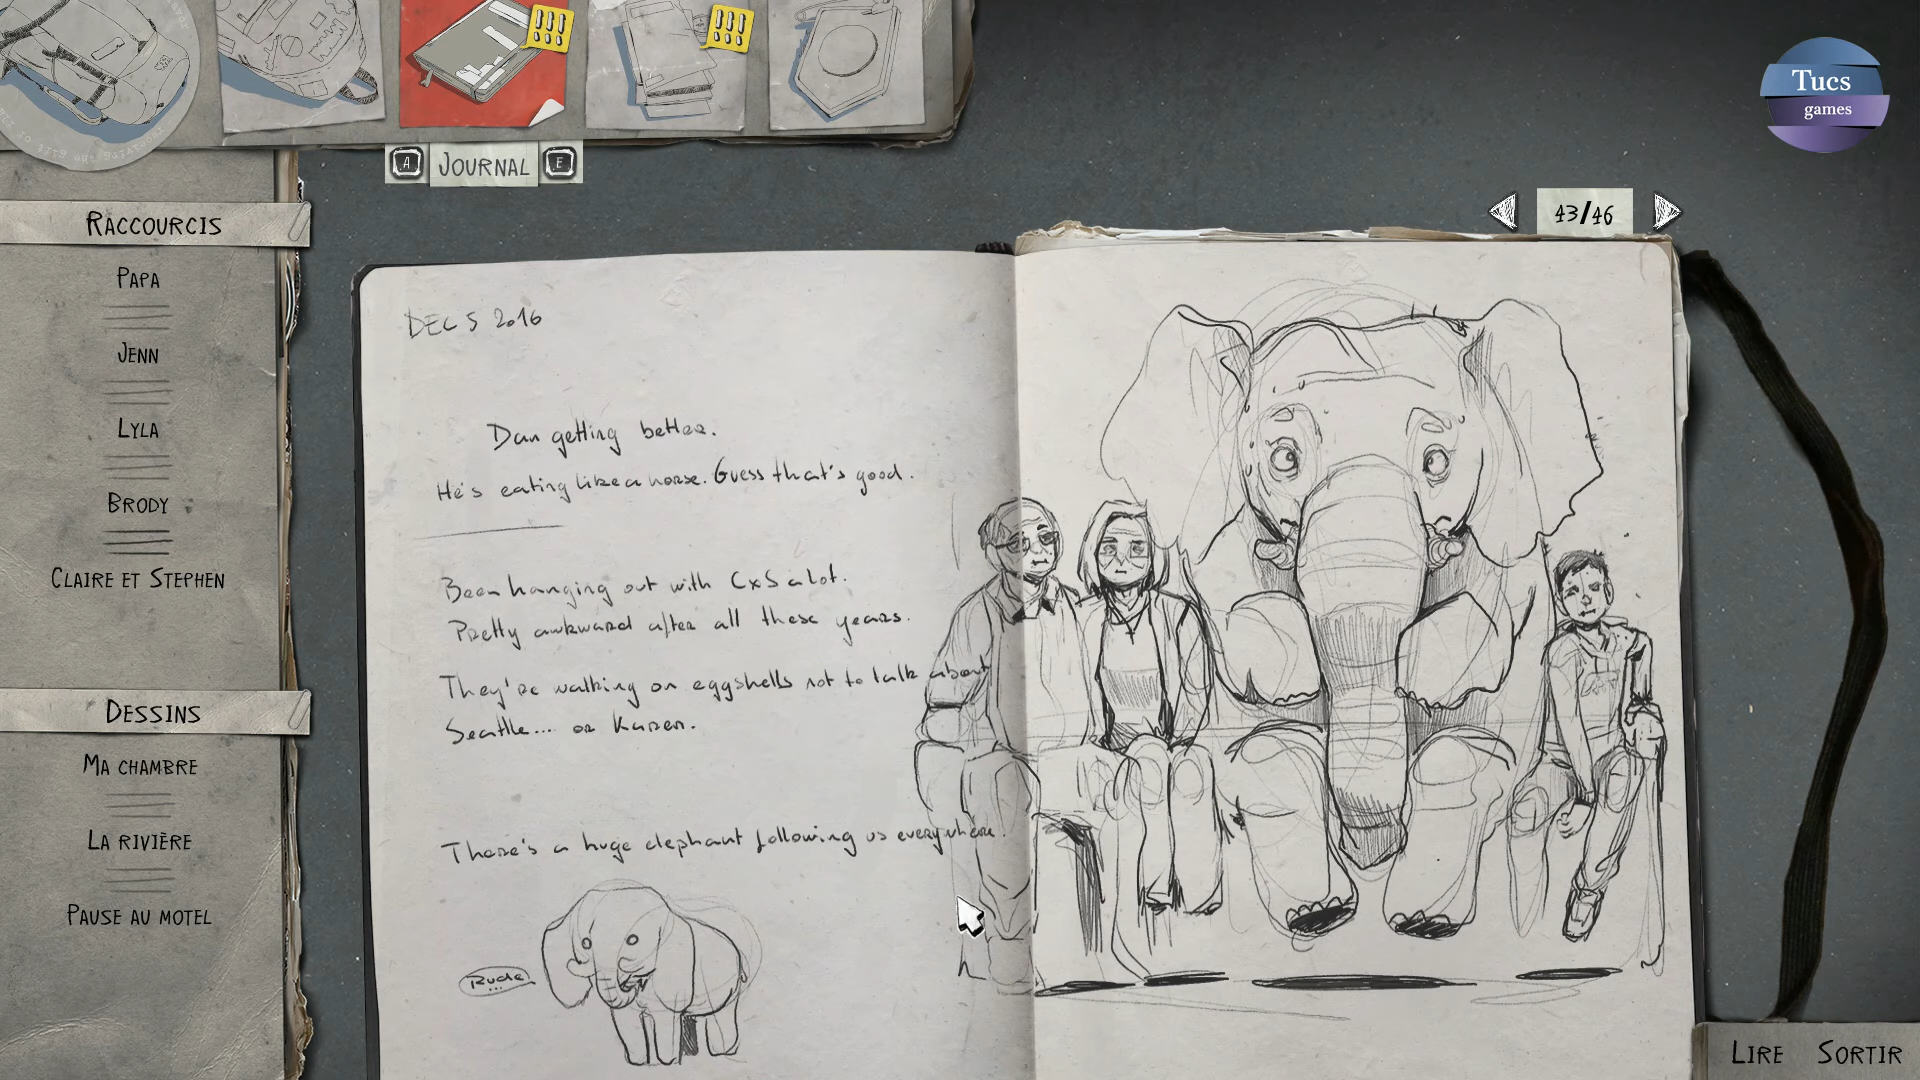 Tucs
games
A JOURNAL E
43/46
RACCOURCIS
PAPA
JENN
LYLA
BRODY
CLAIRE ET STEPHEN
DESSINS
MA CHAMBRE
LA RIVIÈRE
PAUSE AU MOTEL
DEC 5 2016
Dan getting better.
He's eating like a horse. Guess that's good.
Been hanging out with C&S a lot.
Pretty awkward after all these years.
They're walking on eggshells not to talk about
Seattle... or Karen.
There's a huge elephant following us everywhere.
Rude
...
LIRE SORTIR